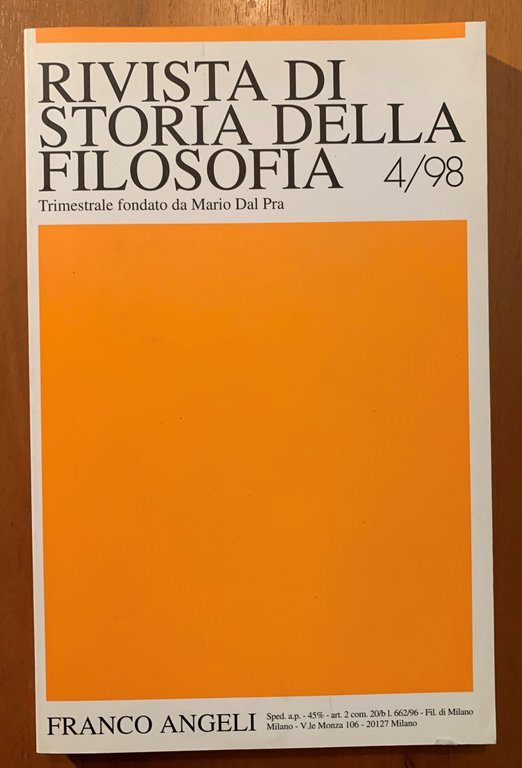 RIVISTA DI
STORIA DELLA
FILOSOFIA 4/98
Trimestrale fondato da Mario Dal Pra
FRANCO ANGELI
Sped. a.p. - 45% - art. 2 com. 20/b l. 662/96 - Fil. di Milano
Milano - V.le Monza 106 - 20127 Milano